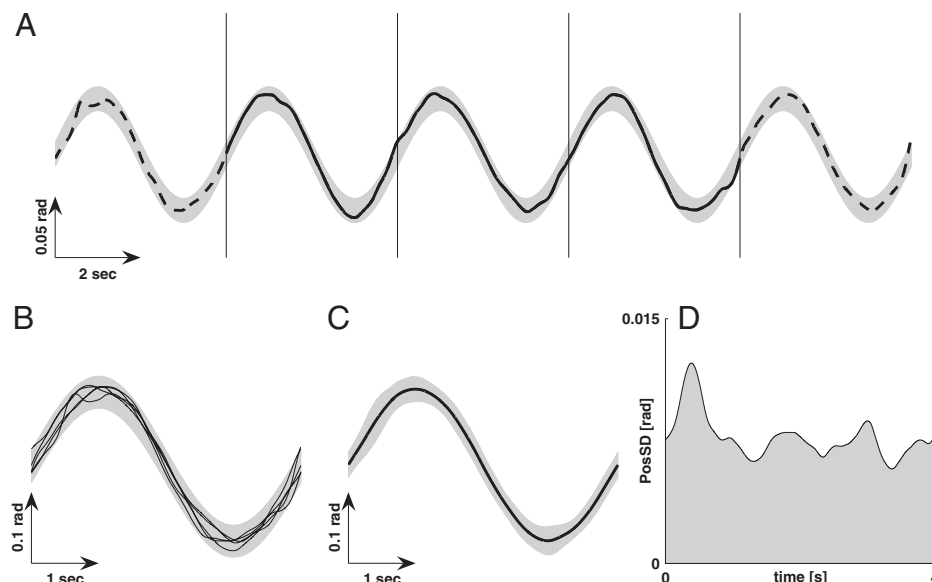 A
0.05 rad
2 sec
B
0.1 rad
1 sec
C
0.1 rad
1 sec
D
0.015
PosSD [rad]
0
0
time [s]